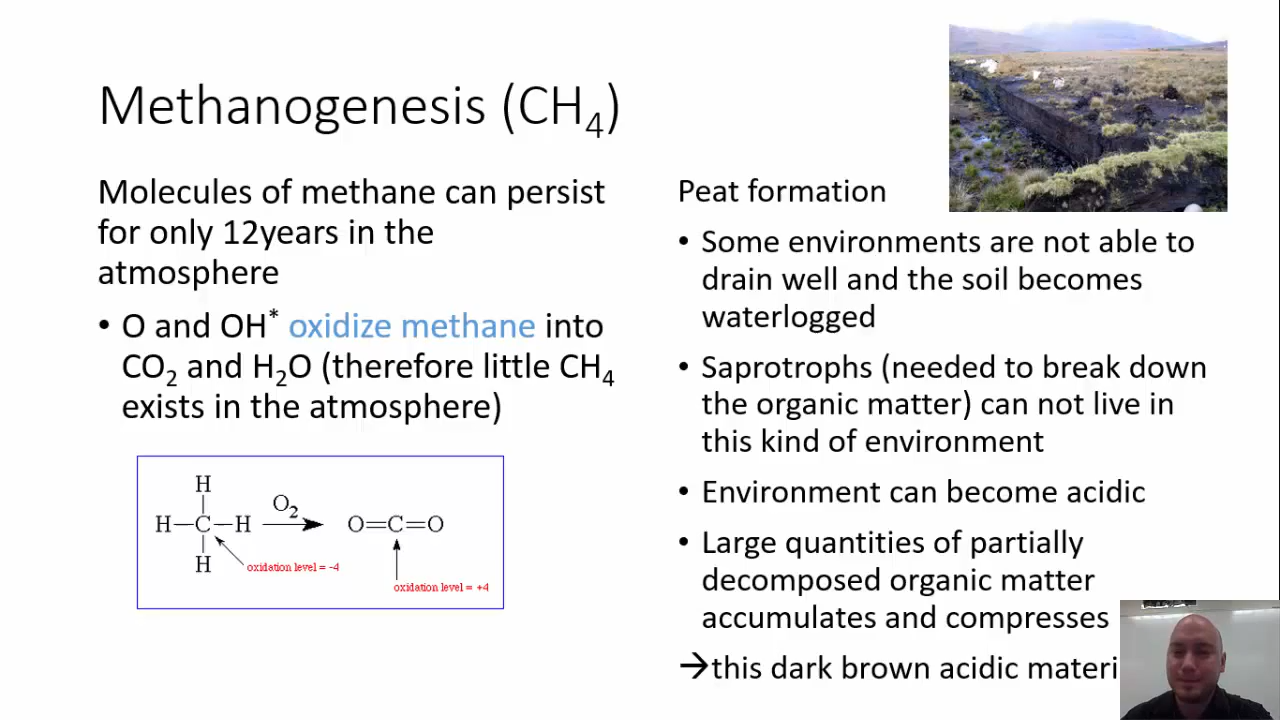 Methanogenesis (CH₄)
Molecules of methane can persist
for only 12years in the
atmosphere
• O and OH* oxidize methane into
CO₂ and H₂O (therefore little CH₄
exists in the atmosphere)
H
H—C—H
H
O₂
O=C=O
oxidation level = -4
oxidation level = +4
Peat formation
• Some environments are not able to
drain well and the soil becomes
waterlogged
• Saprotrophs (needed to break down
the organic matter) can not live in
this kind of environment
• Environment can become acidic
• Large quantities of partially
decomposed organic matter
accumulates and compresses
→this dark brown acidic materi